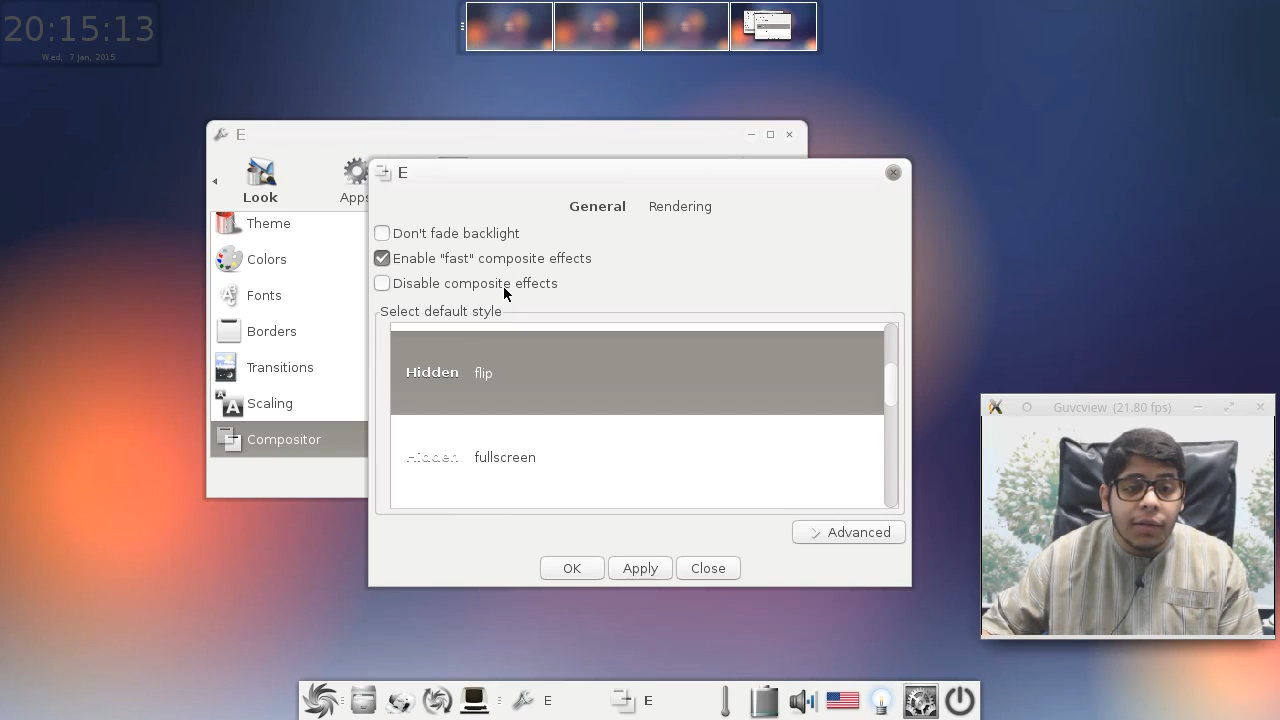 20:15:13
Wed, 7 Jan, 2015
E
Look
Apps
Theme
Colors
Fonts
Borders
Transitions
Scaling
Compositor
E
General Rendering
Don't fade backlight
Enable "fast" composite effects
Disable composite effects
Select default style
Hidden flip
Hidden fullscreen
Advanced
OK Apply Close
Guvcview (21.80 fps)
E E